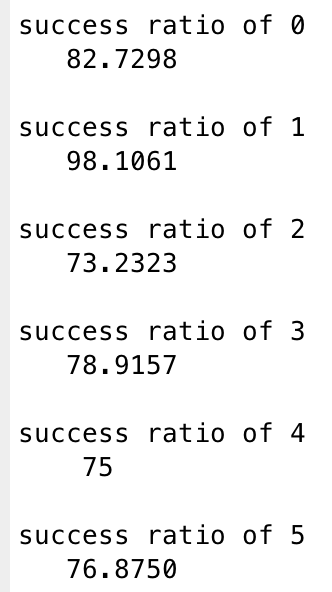 success ratio of 0
82.7298
success ratio of 1
98.1061
success ratio of 2
73.2323
success ratio of 3
78.9157
success ratio of 4
75
success ratio of 5
76.8750